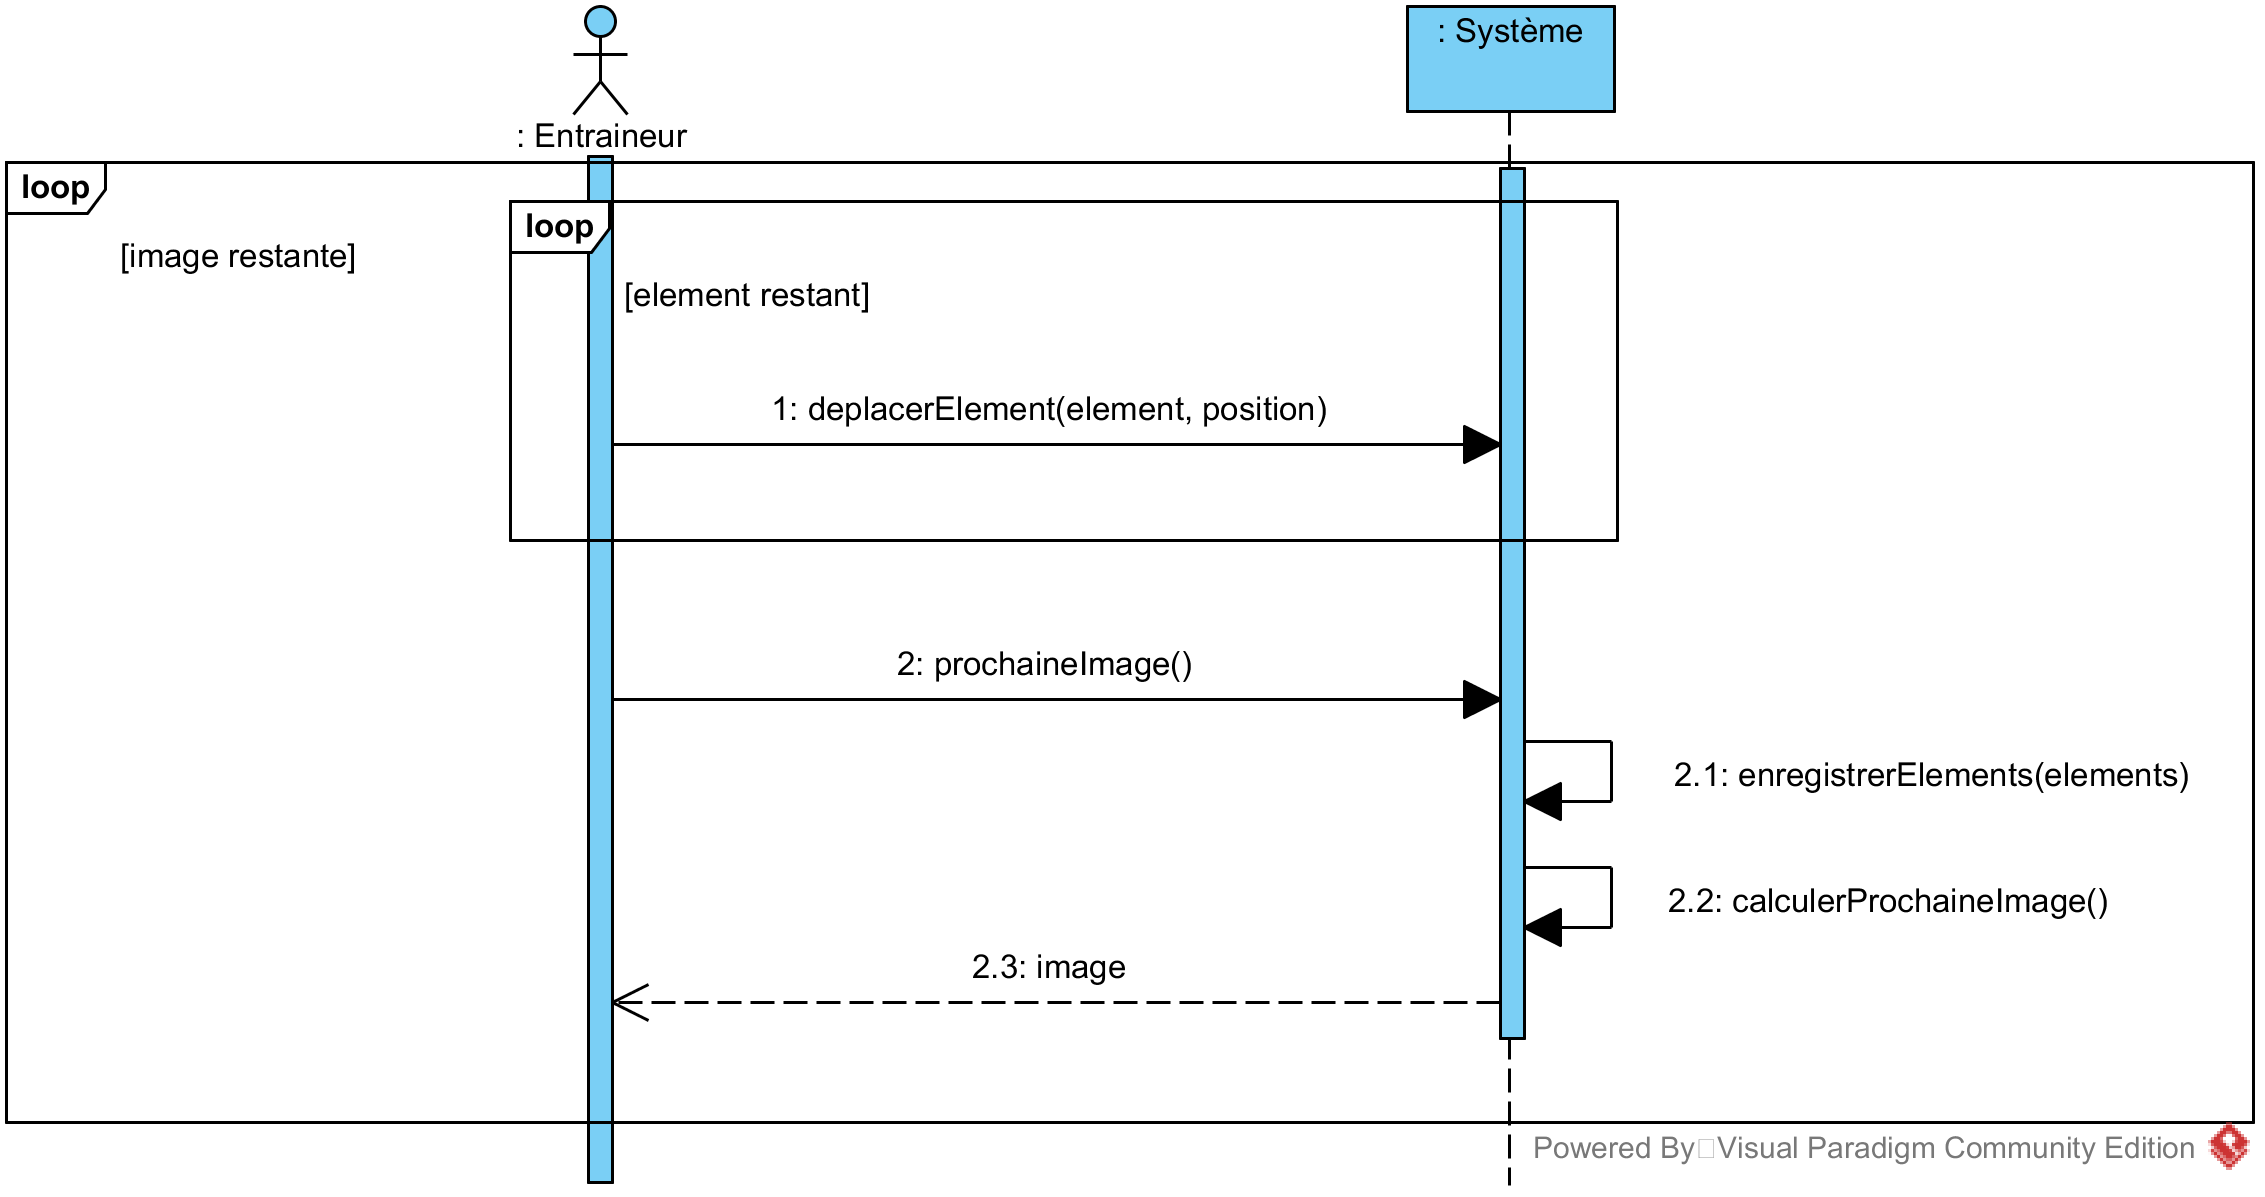 : Système
: Entraineur
loop
loop
[image restante]
[element restant]
1: deplacerElement(element, position)
2: prochaineImage()
2.1: enregistrerElements(elements)
2.2: calculerProchaineImage()
2.3: image
Powered By Visual Paradigm Community Edition